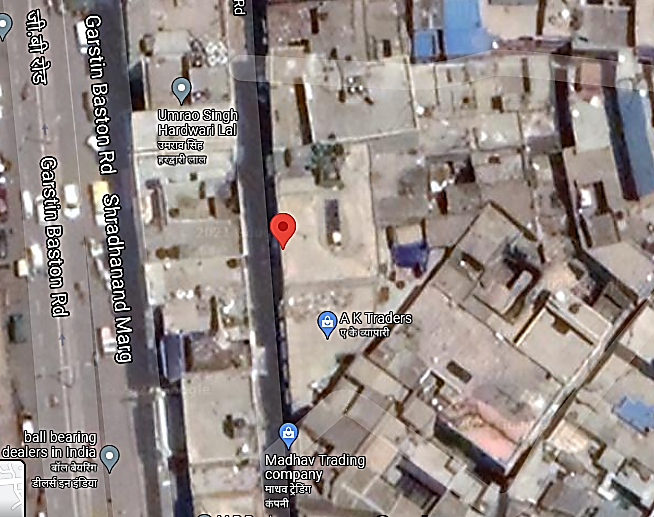 Rd
जी.बी रोड
Garstin Baston Rd
Umrao Singh
Hardwari Lal
उमराव सिंह
हरद्वारी लाल
Garstin Baston Rd
Shradhanand Marg
A K Traders
ए के व्यापारी
ball bearing
dealers in India
बॉल बेयरिंग
डीलर्स इन इंडिया
Madhav Trading
company
माधव ट्रेडिंग
कंपनी